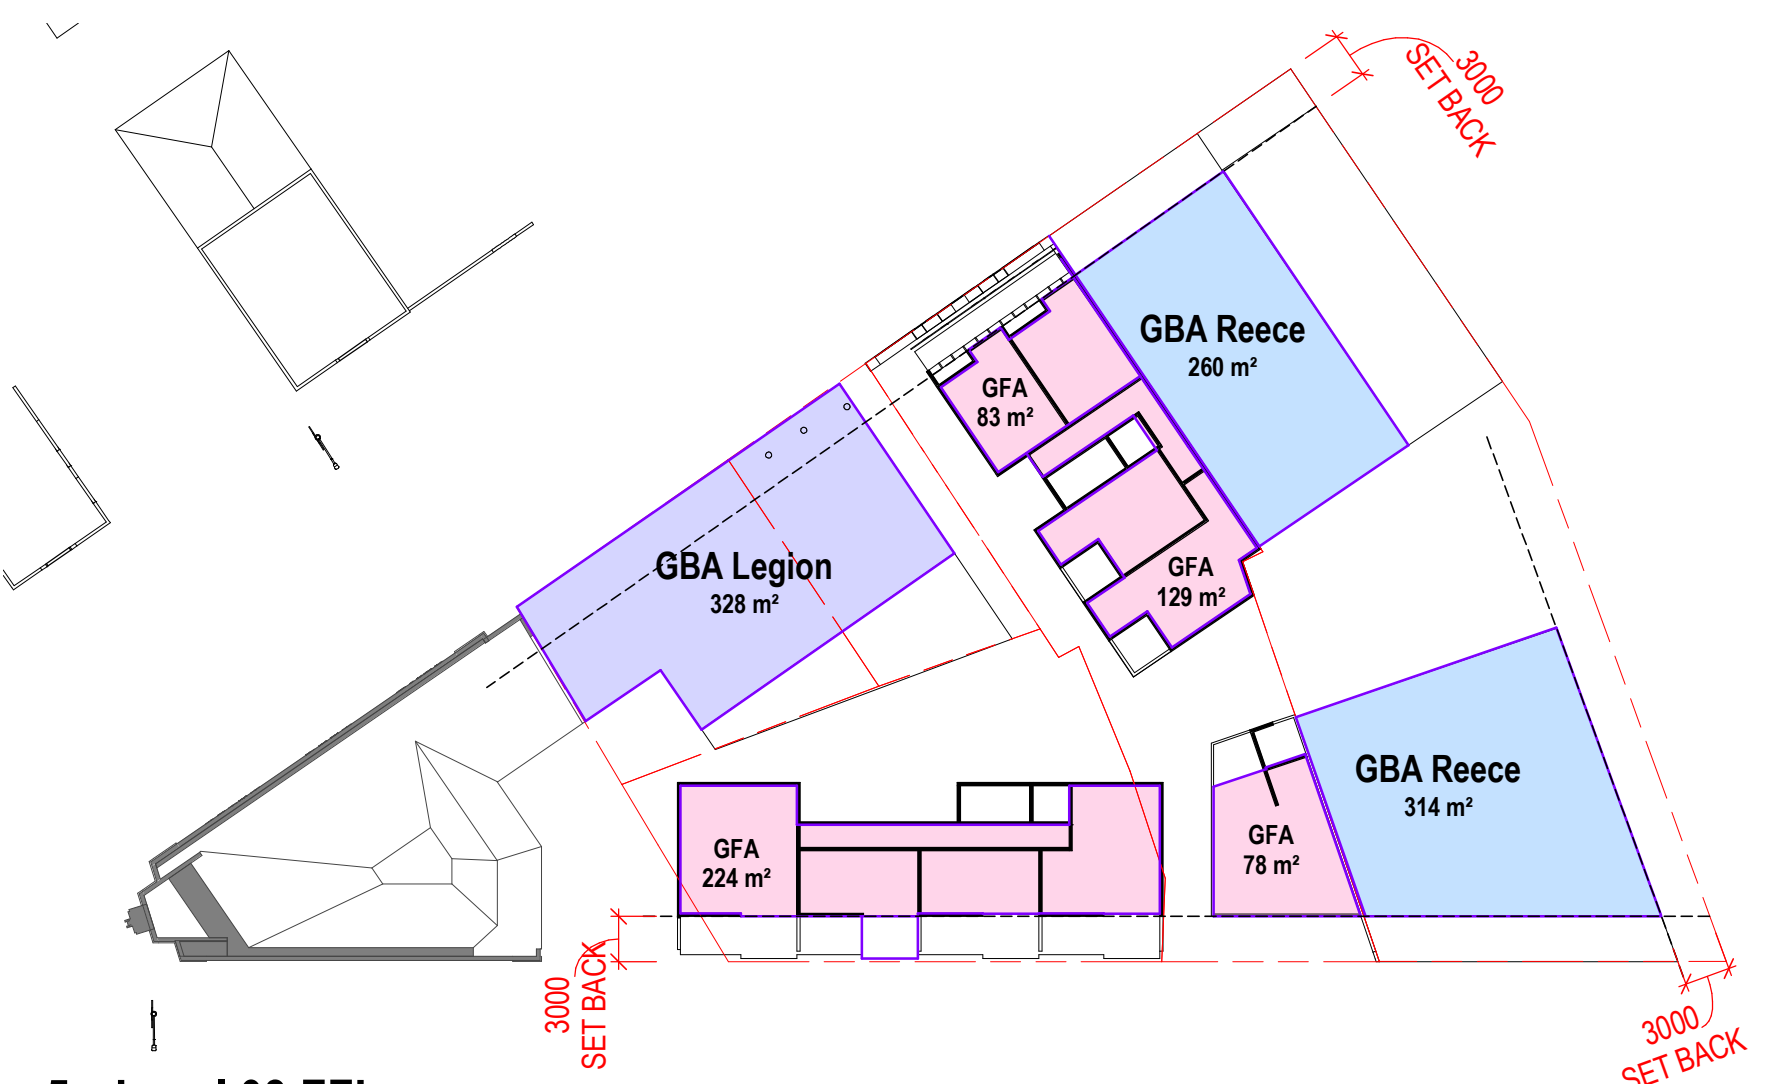 3000
SET BACK
GBA Reece
260 m²
GFA
83 m²
GBA Legion
328 m²
GFA
129 m²
GBA Reece
314 m²
GFA
224 m²
GFA
78 m²
3000
SET BACK
3000
SET BACK